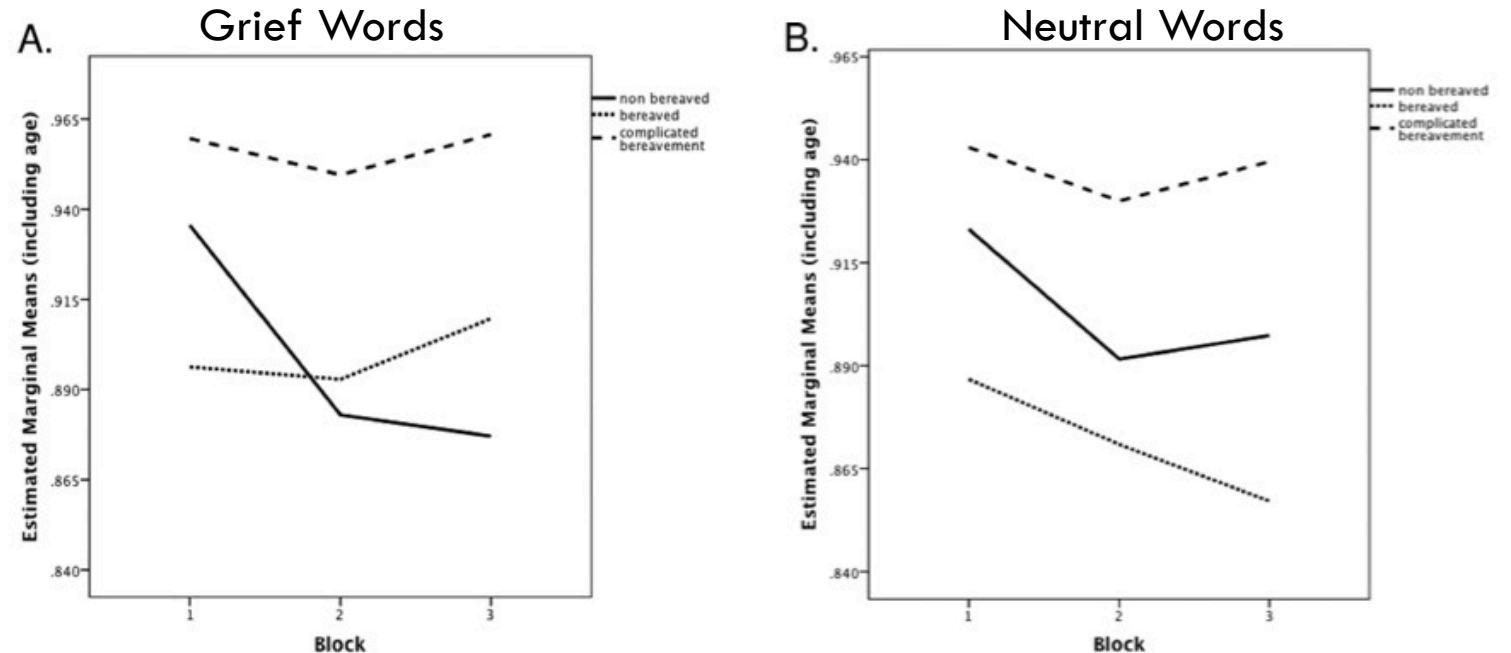 A.
Grief Words
Estimated Marginal Means (including age)
.965
.940
.915
.890
.865
.840
1
2
3
Block
non bereaved
bereaved
complicated
bereavement
B.
Neutral Words
Estimated Marginal Means (including age)
.965
.940
.915
.890
.865
.840
1
2
3
Block
non bereaved
bereaved
complicated
bereavement